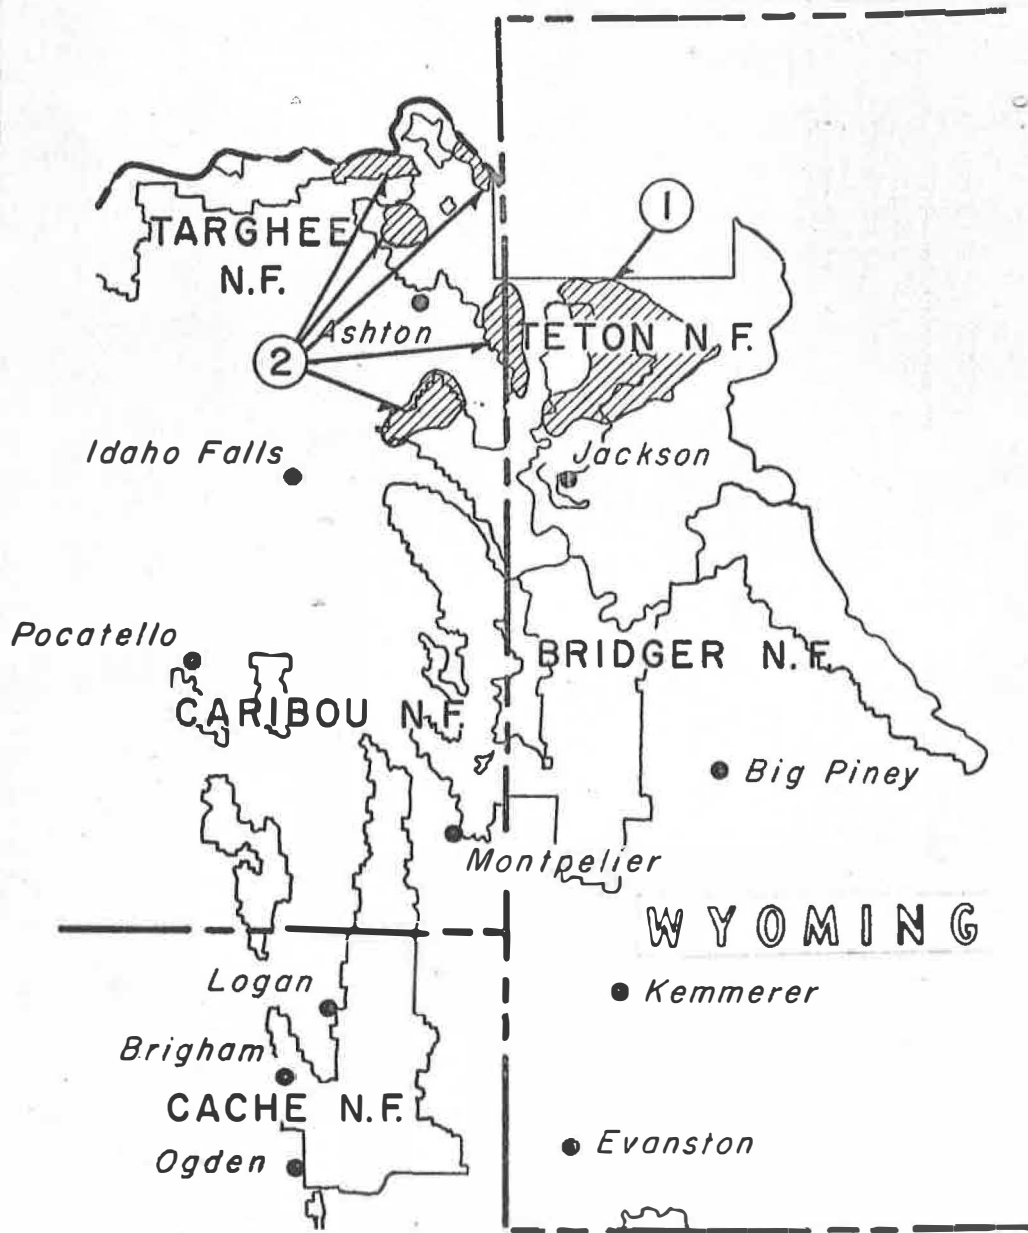 1
TARGHEE
N.F.
Ashton
TETON N F.
2
Idaho Falls
Jackson
Pocatello
BRIDGER N.F.
CARIBOU N.F.
Big Piney
Montpelier
WYOMING
Logan
Kemmerer
Brigham
CACHE N.F.
Evanston
Ogden